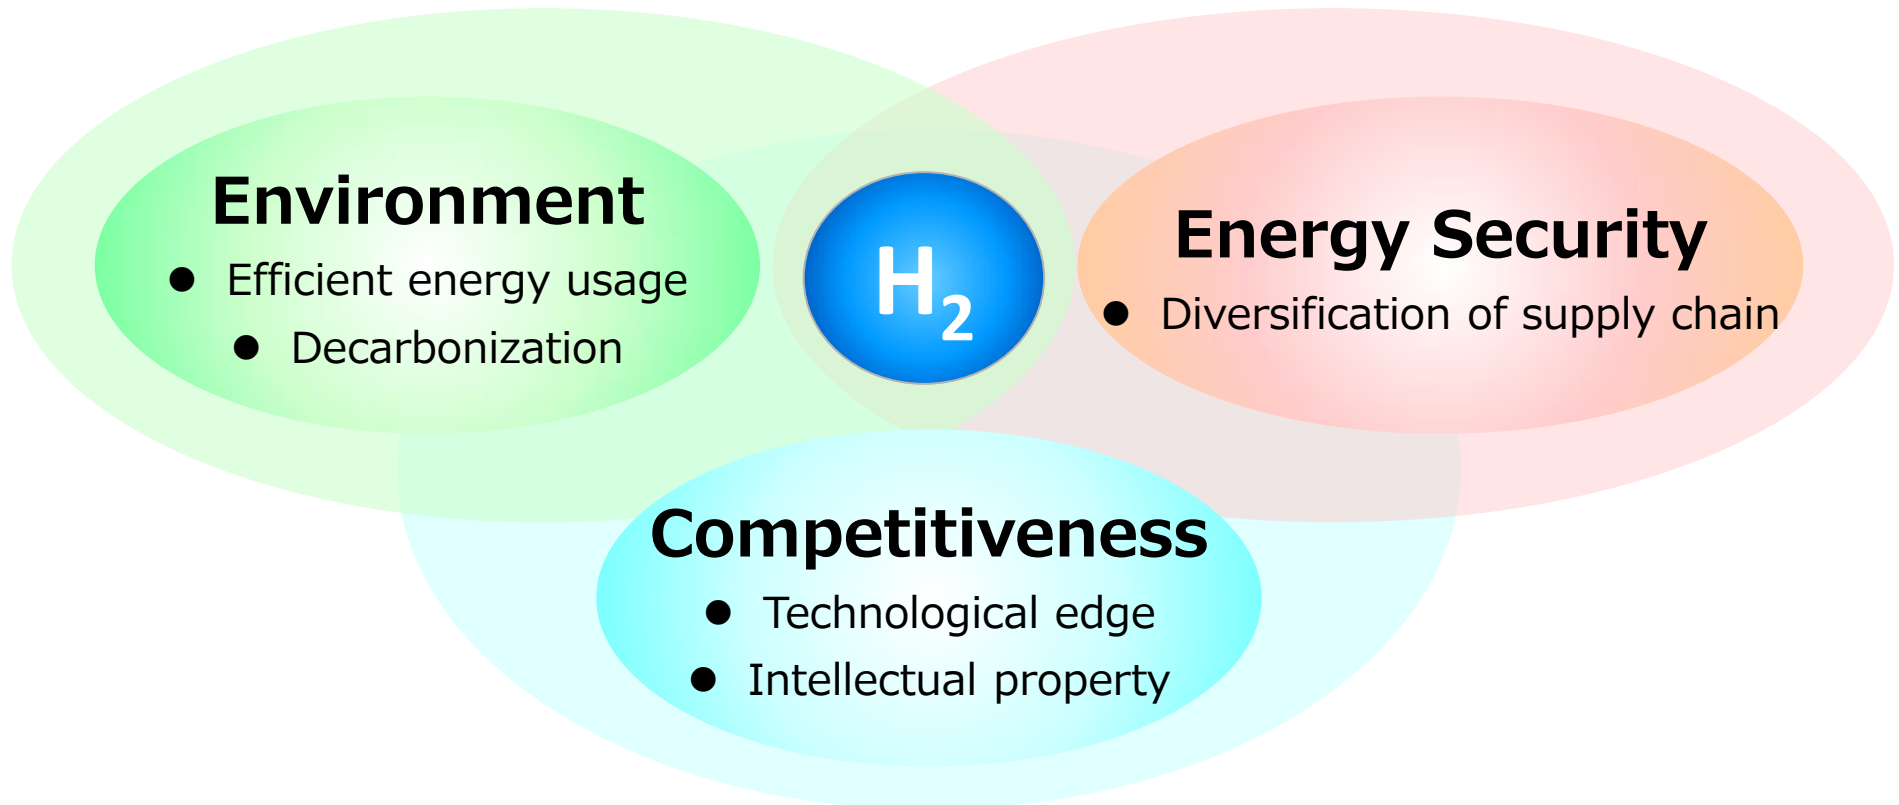 Environment
● Efficient energy usage
● Decarbonization
H₂
Energy Security
● Diversification of supply chain
Competitiveness
● Technological edge
● Intellectual property